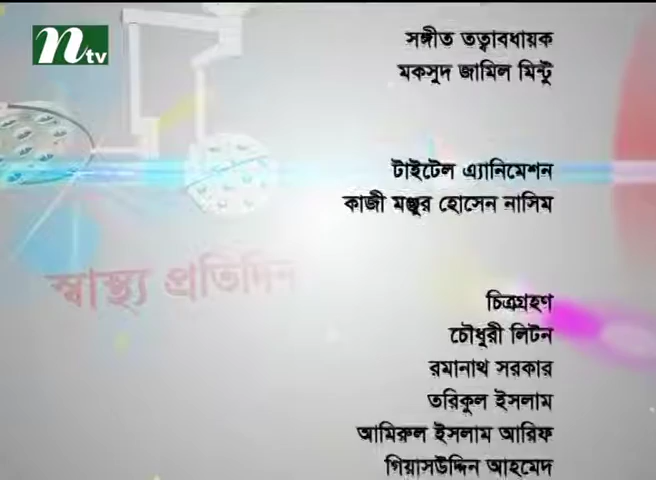 ntv
সঙ্গীত তত্বাবধায়ক
মকসুদ জামিল মিন্টু
টাইটেল এ্যানিমেশন
কাজী মঞ্জুর হোসেন নাসিম
স্বাস্থ্য প্রতিদিন
চিত্রগ্রহণ
চৌধুরী লিটন
রমানাথ সরকার
তরিকুল ইসলাম
আমিরুল ইসলাম আরিফ
গিয়াসউদ্দিন আহমেদ